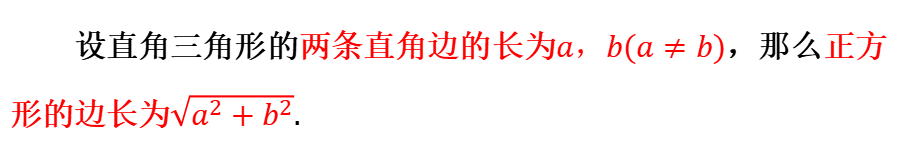 设直角三角形的两条直角边的长为a，b(a ≠ b)，那么正方
形的边长为√(a² + b²).